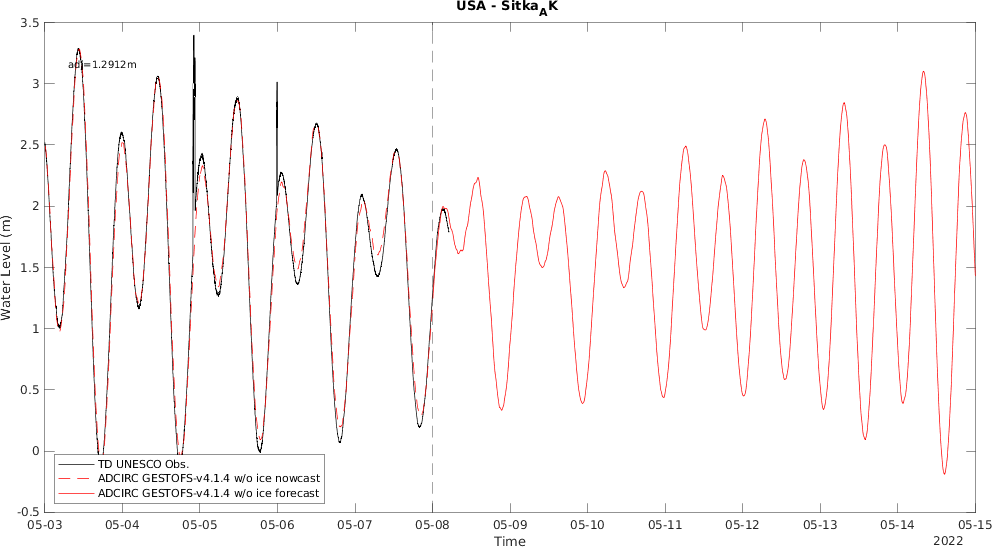 USA - Sitka_AK
adj=1.2912m
3.5
3
2.5
2
1.5
1
0.5
0
-0.5
Water Level (m)
TD UNESCO Obs.
ADCIRC GESTOFS-v4.1.4 w/o ice nowcast
ADCIRC GESTOFS-v4.1.4 w/o ice forecast
05-03 05-04 05-05 05-06 05-07 05-08 05-09 05-10 05-11 05-12 05-13 05-14 05-15
Time
2022